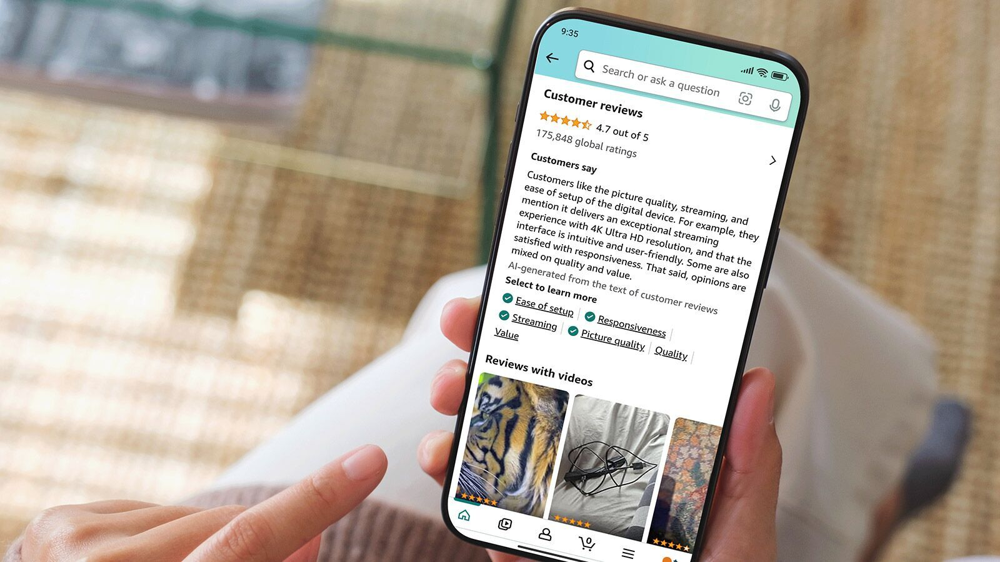 9:35
Search or ask a question
Customer reviews
4.7 out of 5
175,848 global ratings
Customers say
Customers like the picture quality, streaming, and
ease of setup of the digital device. For example, they
mention it delivers an exceptional streaming
experience with 4K Ultra HD resolution, and that the
interface is intuitive and user-friendly. Some are also
satisfied with responsiveness. That said, opinions are
mixed on quality and value.
AI-generated from the text of customer reviews
Select to learn more
Ease of setup Responsiveness
Streaming Picture quality Quality
Value
Reviews with videos
0